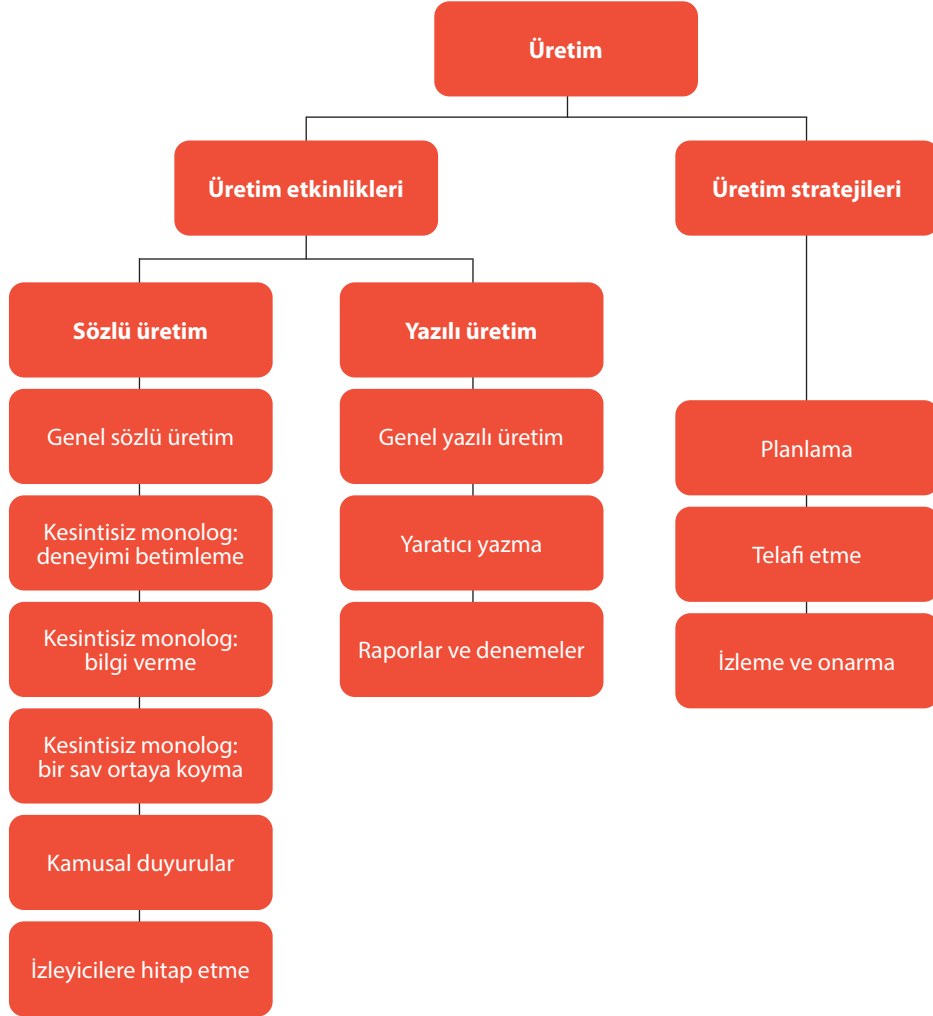 Üretim
Üretim etkinlikleri
Üretim stratejileri
Sözlü üretim
Genel sözlü üretim
Kesintisiz monolog:
deneyimi betimleme
Kesintisiz monolog:
bilgi verme
Kesintisiz monolog:
bir sav ortaya koyma
Kamusal duyurular
İzleyicilere hitap etme
Yazılı üretim
Genel yazılı üretim
Yaratıcı yazma
Raporlar ve denemeler
Planlama
Telafi etme
İzleme ve onarma